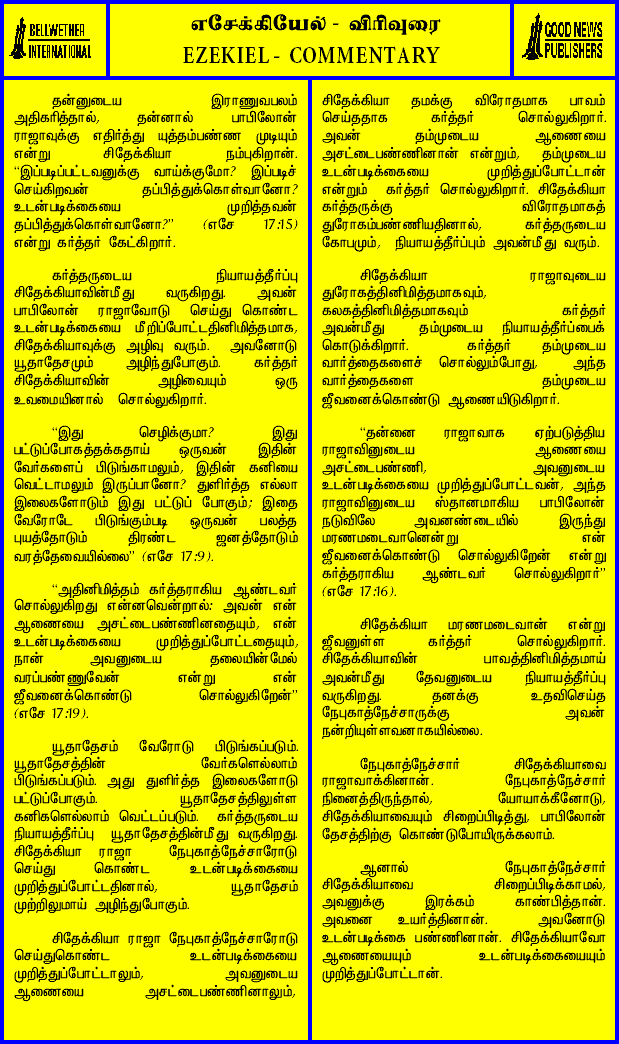 BELLWETHER
INTERNATIONAL
எசேக்கியேல் - விரிவுரை
EZEKIEL - COMMENTARY
GOOD NEWS
PUBLISHERS
தன்னுடைய இராணுவபலம்
அதிகரித்தால், தன்னால் பாபிலோன்
ராஜாவுக்கு எதிர்த்து யுத்தம்பண்ண முடியும்
என்று சிதேக்கியா நம்புகிறான்.
“இப்படிப்பட்டவனுக்கு வாய்க்குமோ? இப்படிச்
செய்கிறவன் தப்பித்துக்கொள்வானோ?
உடன்படிக்கையை முறித்தவன்
தப்பித்துக்கொள்வானோ?” (எசே 17:15)
என்று கர்த்தர் கேட்கிறார்.
கர்த்தருடைய நியாயத்தீர்ப்பு
சிதேக்கியாவின்மீது வருகிறது. அவன்
பாபிலோன் ராஜாவோடு செய்து கொண்ட
உடன்படிக்கையை மீறிப்போட்டதினிமித்தமாக,
சிதேக்கியாவுக்கு அழிவு வரும். அவனோடு
யூதாதேசமும் அழிந்துபோகும். கர்த்தர்
சிதேக்கியாவின் அழிவையும் ஒரு
உவமையினால் சொல்லுகிறார்.
“இது செழிக்குமா? இது
பட்டுப்போகத்தக்கதாய் ஒருவன் இதின்
வேர்களைப் பிடுங்காமலும், இதின் கனியை
வெட்டாமலும் இருப்பானோ? துளிர்த்த எல்லா
இலைகளோடும் இது பட்டுப் போகும்; இதை
வேரோடே பிடுங்கும்படி ஒருவன் பலத்த
புயத்தோடும் திரண்ட ஜனத்தோடும்
வரத்தேவையில்லை” (எசே 17:9).
“அதினிமித்தம் கர்த்தராகிய ஆண்டவர்
சொல்லுகிறது என்னவென்றால்: அவன் என்
ஆணையை அசட்டைபண்ணினதையும், என்
உடன்படிக்கையை முறித்துப்போட்டதையும்,
நான் அவனுடைய தலையின்மேல்
வரப்பண்ணுவேன் என்று என்
ஜீவனைக்கொண்டு சொல்லுகிறேன்”
(எசே 17:19).
யூதாதேசம் வேரோடு பிடுங்கப்படும்.
யூதாதேசத்தின் வேர்களெல்லாம்
பிடுங்கப்படும். அது துளிர்த்த இலைகளோடு
பட்டுப்போகும். யூதாதேசத்திலுள்ள
கனிகளெல்லாம் வெட்டப்படும். கர்த்தருடைய
நியாயத்தீர்ப்பு யூதாதேசத்தின்மீது வருகிறது.
சிதேக்கியா ராஜா நேபுகாத்நேச்சாரோடு
செய்து கொண்ட உடன்படிக்கையை
முறித்துப்போட்டதினால், யூதாதேசம்
முற்றிலுமாய் அழிந்துபோகும்.
சிதேக்கியா ராஜா நேபுகாத்நேச்சாரோடு
செய்துகொண்ட உடன்படிக்கையை
முறித்துப்போட்டாலும், அவனுடைய
ஆணையை அசட்டைபண்ணினாலும்,
சிதேக்கியா தமக்கு விரோதமாக பாவம்
செய்ததாக கர்த்தர் சொல்லுகிறார்.
அவன் தம்முடைய ஆணையை
அசட்டைபண்ணினான் என்றும், தம்முடைய
உடன்படிக்கையை முறித்துப்போட்டான்
என்றும் கர்த்தர் சொல்லுகிறார். சிதேக்கியா
கர்த்தருக்கு விரோதமாகத்
துரோகம்பண்ணியதினால், கர்த்தருடைய
கோபமும், நியாயத்தீர்ப்பும் அவன்மீது வரும்.
சிதேக்கியா ராஜாவுடைய
துரோகத்தினிமித்தமாகவும்,
கலகத்தினிமித்தமாகவும் கர்த்தர்
அவன்மீது தம்முடைய நியாயத்தீர்ப்பைக்
கொடுக்கிறார். கர்த்தர் தம்முடைய
வார்த்தைகளைச் சொல்லும்போது, அந்த
வார்த்தைகளை தம்முடைய
ஜீவனைக்கொண்டு ஆணையிடுகிறார்.
“தன்னை ராஜாவாக ஏற்படுத்திய
ராஜாவினுடைய ஆணையை
அசட்டைபண்ணி, அவனுடைய
உடன்படிக்கையை முறித்துப்போட்டவன், அந்த
ராஜாவினுடைய ஸ்தானமாகிய பாபிலோன்
நடுவிலே அவனண்டையில் இருந்து
மரணமடைவானென்று என்
ஜீவனைக்கொண்டு சொல்லுகிறேன் என்று
கர்த்தராகிய ஆண்டவர் சொல்லுகிறார்”
(எசே 17:16).
சிதேக்கியா மரணமடைவான் என்று
ஜீவனுள்ள கர்த்தர் சொல்லுகிறார்.
சிதேக்கியாவின் பாவத்தினிமித்தமாய்
அவன்மீது தேவனுடைய நியாயத்தீர்ப்பு
வருகிறது. தனக்கு உதவிசெய்த
நேபுகாத்நேச்சாருக்கு அவன்
நன்றியுள்ளவனாகயில்லை.
நேபுகாத்நேச்சார் சிதேக்கியாவை
ராஜாவாக்கினான். நேபுகாத்நேச்சார்
நினைத்திருந்தால், யோயாக்கீனோடு,
சிதேக்கியாவையும் சிறைப்பிடித்து, பாபிலோன்
தேசத்திற்கு கொண்டுபோயிருக்கலாம்.
ஆனால் நேபுகாத்நேச்சார்
சிதேக்கியாவை சிறைப்பிடிக்காமல்,
அவனுக்கு இரக்கம் காண்பித்தான்.
அவனை உயர்த்தினான். அவனோடு
உடன்படிக்கை பண்ணினான். சிதேக்கியாவோ
ஆணையையும் உடன்படிக்கையையும்
முறித்துப்போட்டான்.